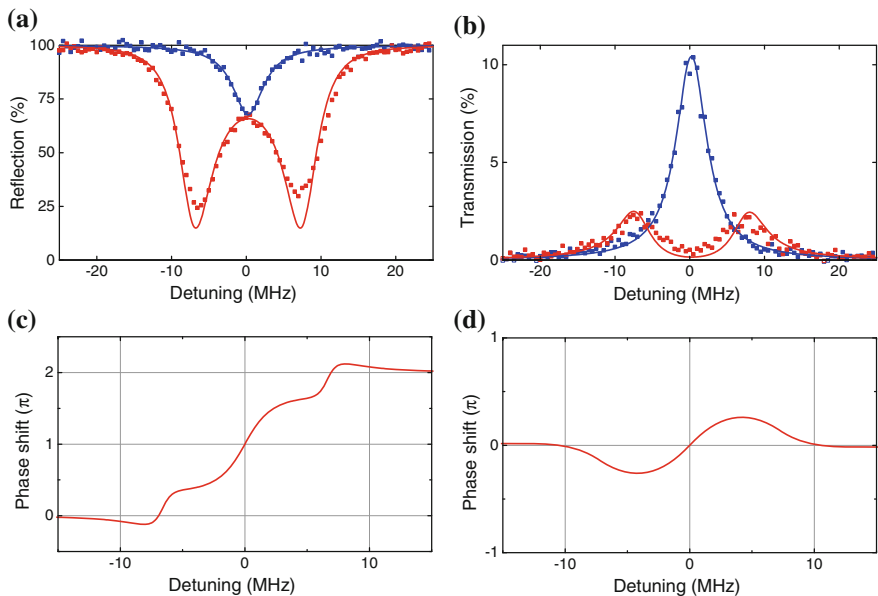 (a)
100
75
50
25
0
Reflection (%)
-20 -10 0 10 20
Detuning (MHz)
(b)
10
5
0
Transmission (%)
-20 -10 0 10 20
Detuning (MHz)
(c)
2
1
0
Phase shift (π)
-10 0 10
Detuning (MHz)
(d)
1
0
-1
Phase shift (π)
-10 0 10
Detuning (MHz)